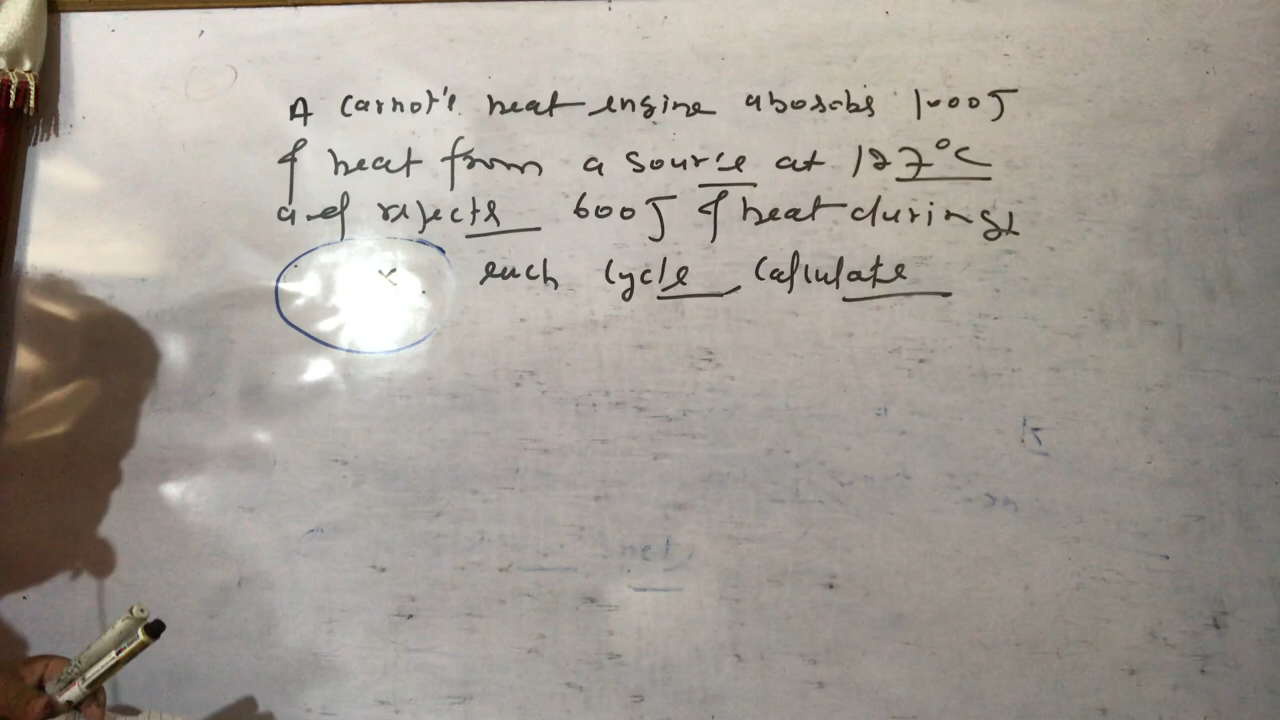 A Carnot's heat engine abosobs 1000J
of heat from a source at 127°C
and rejects 600J of heat during
each cycle calculate